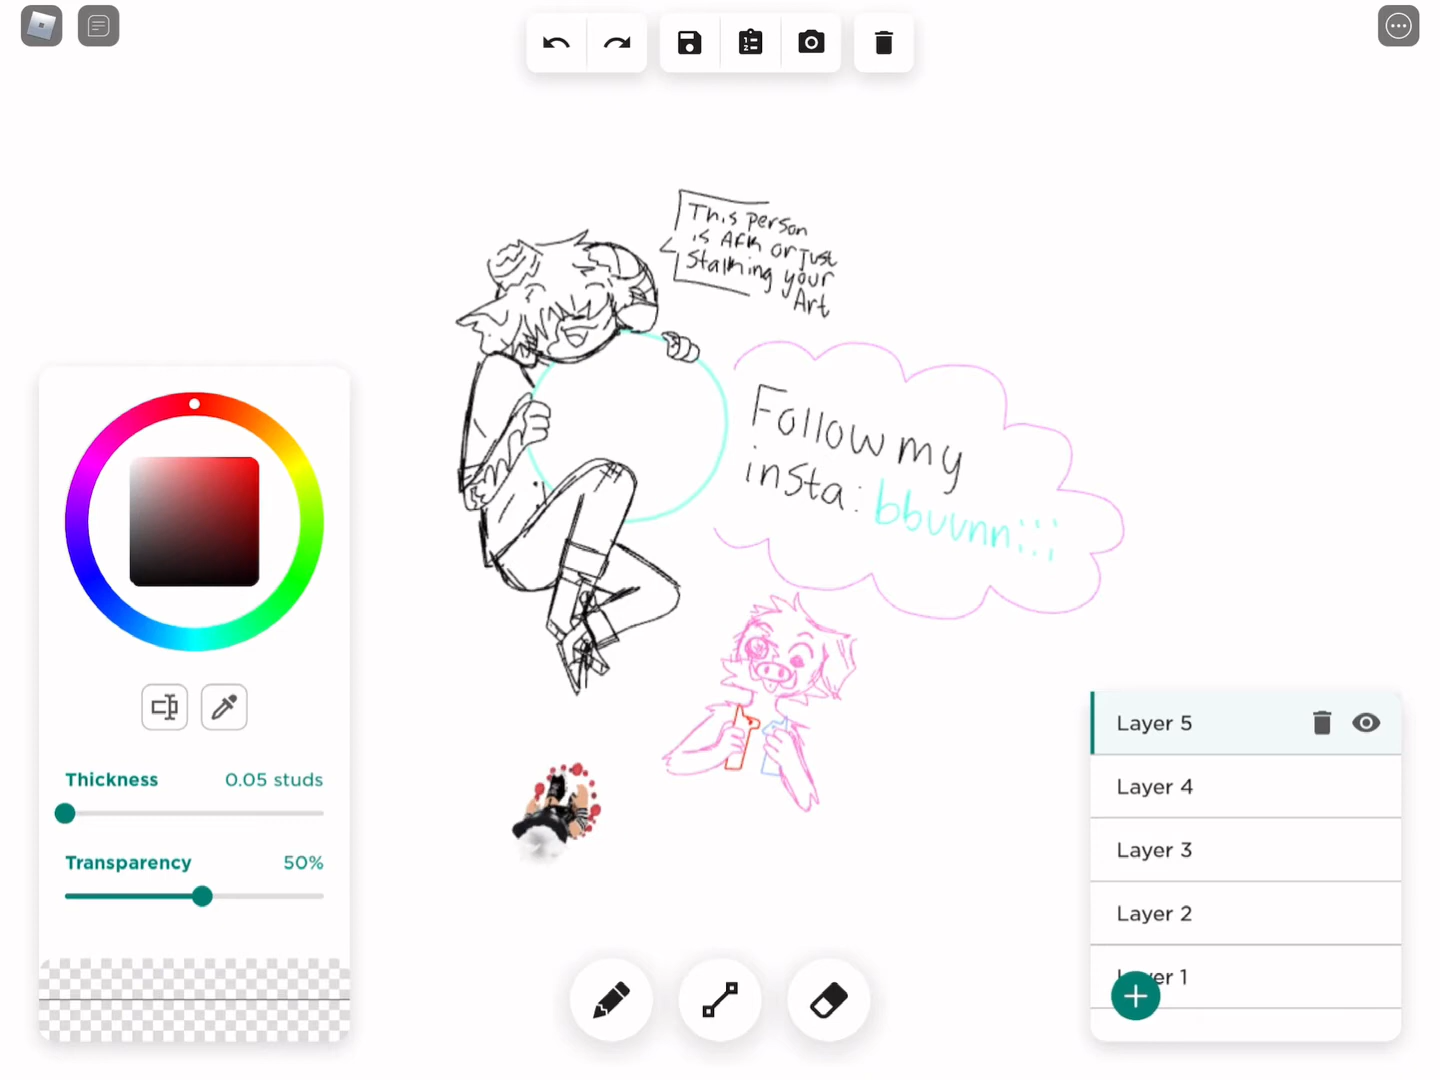 This person
is AFK or just
Stalking your
Art
Follow my
insta: bbuvnn;;;
Thickness 0.05 studs
Transparency 50%
Layer 5
Layer 4
Layer 3
Layer 2